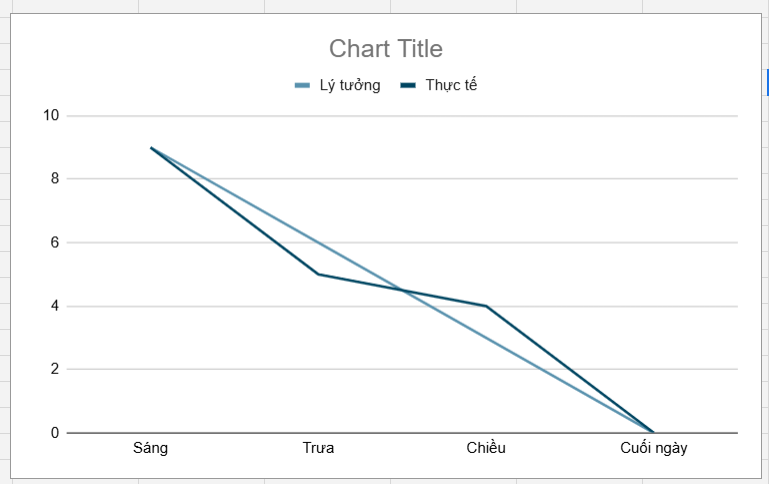 Chart Title
Lý tưởng Thực tế
10
8
6
4
2
0
Sáng Trưa Chiều Cuối ngày